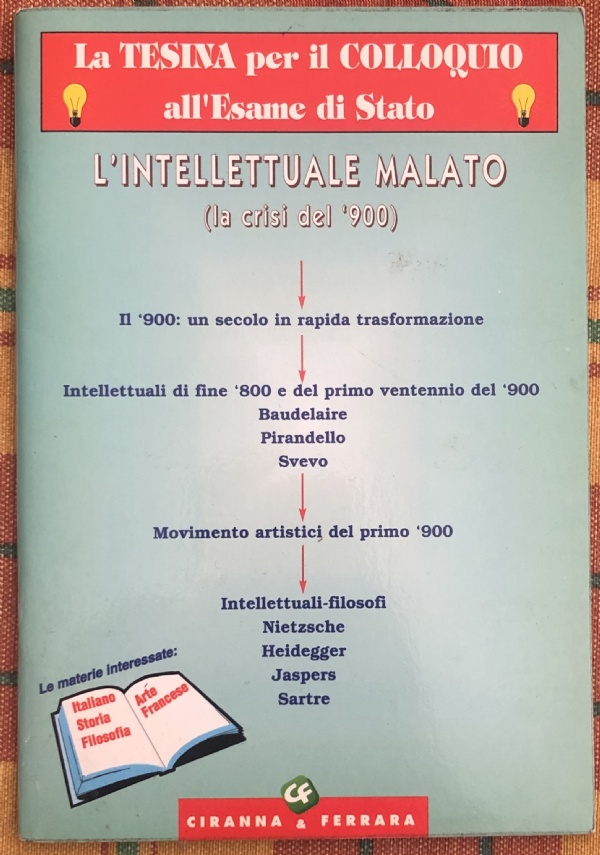 La TESINA per il COLLOQUIO
all'Esame di Stato
L'INTELLETTUALE MALATO
(la crisi del '900)
Il '900: un secolo in rapida trasformazione
Intellettuali di fine '800 e del primo ventennio del '900
Baudelaire
Pirandello
Svevo
Movimento artistici del primo '900
Intellettuali-filosofi
Nietzsche
Heidegger
Jaspers
Sartre
Le materie interessate:
Italiano
Storia
Filosofia
Arte
Francese
CF
CIRANNA & FERRARA